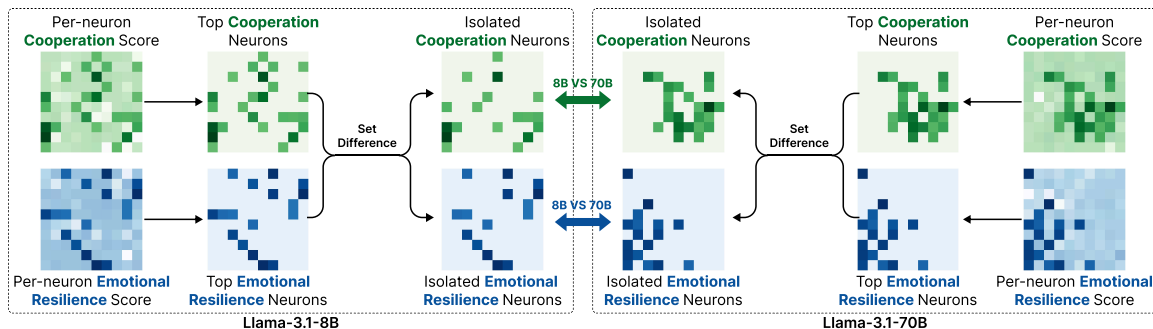 Per-neuron
Cooperation Score
Top Cooperation
Neurons
Isolated
Cooperation Neurons
Isolated
Cooperation Neurons
Top Cooperation
Neurons
Per-neuron
Cooperation Score
8B VS 70B
Set
Difference
Set
Difference
8B VS 70B
Per-neuron Emotional
Resilience Score
Top Emotional
Resilience Neurons
Isolated Emotional
Resilience Neurons
Isolated Emotional
Resilience Neurons
Top Emotional
Resilience Neurons
Per-neuron Emotional
Resilience Score
Llama-3.1-8B
Llama-3.1-70B